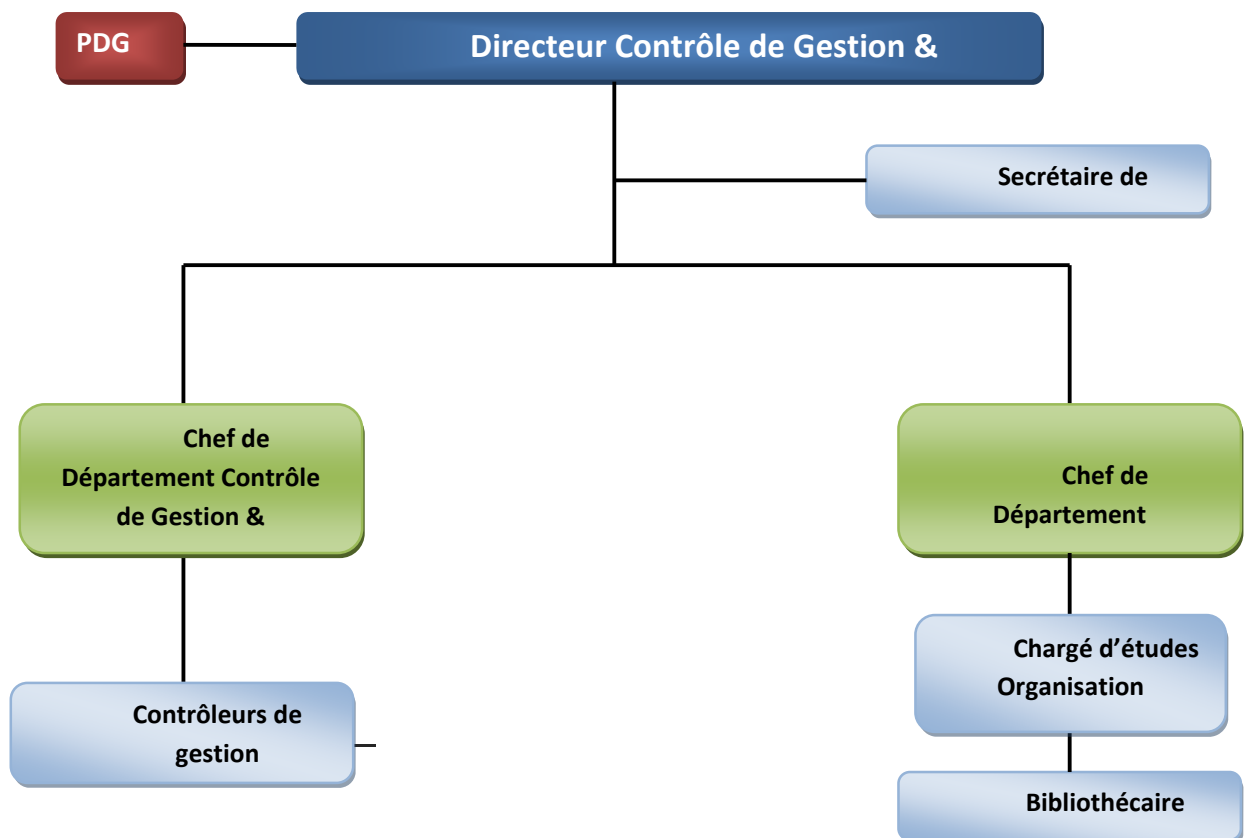 PDG
Directeur Contrôle de Gestion &
Secrétaire de
Chef de
Département Contrôle
de Gestion &
Chef de
Département
Chargé d’études
Organisation
Contrôleurs de
gestion
Bibliothécaire